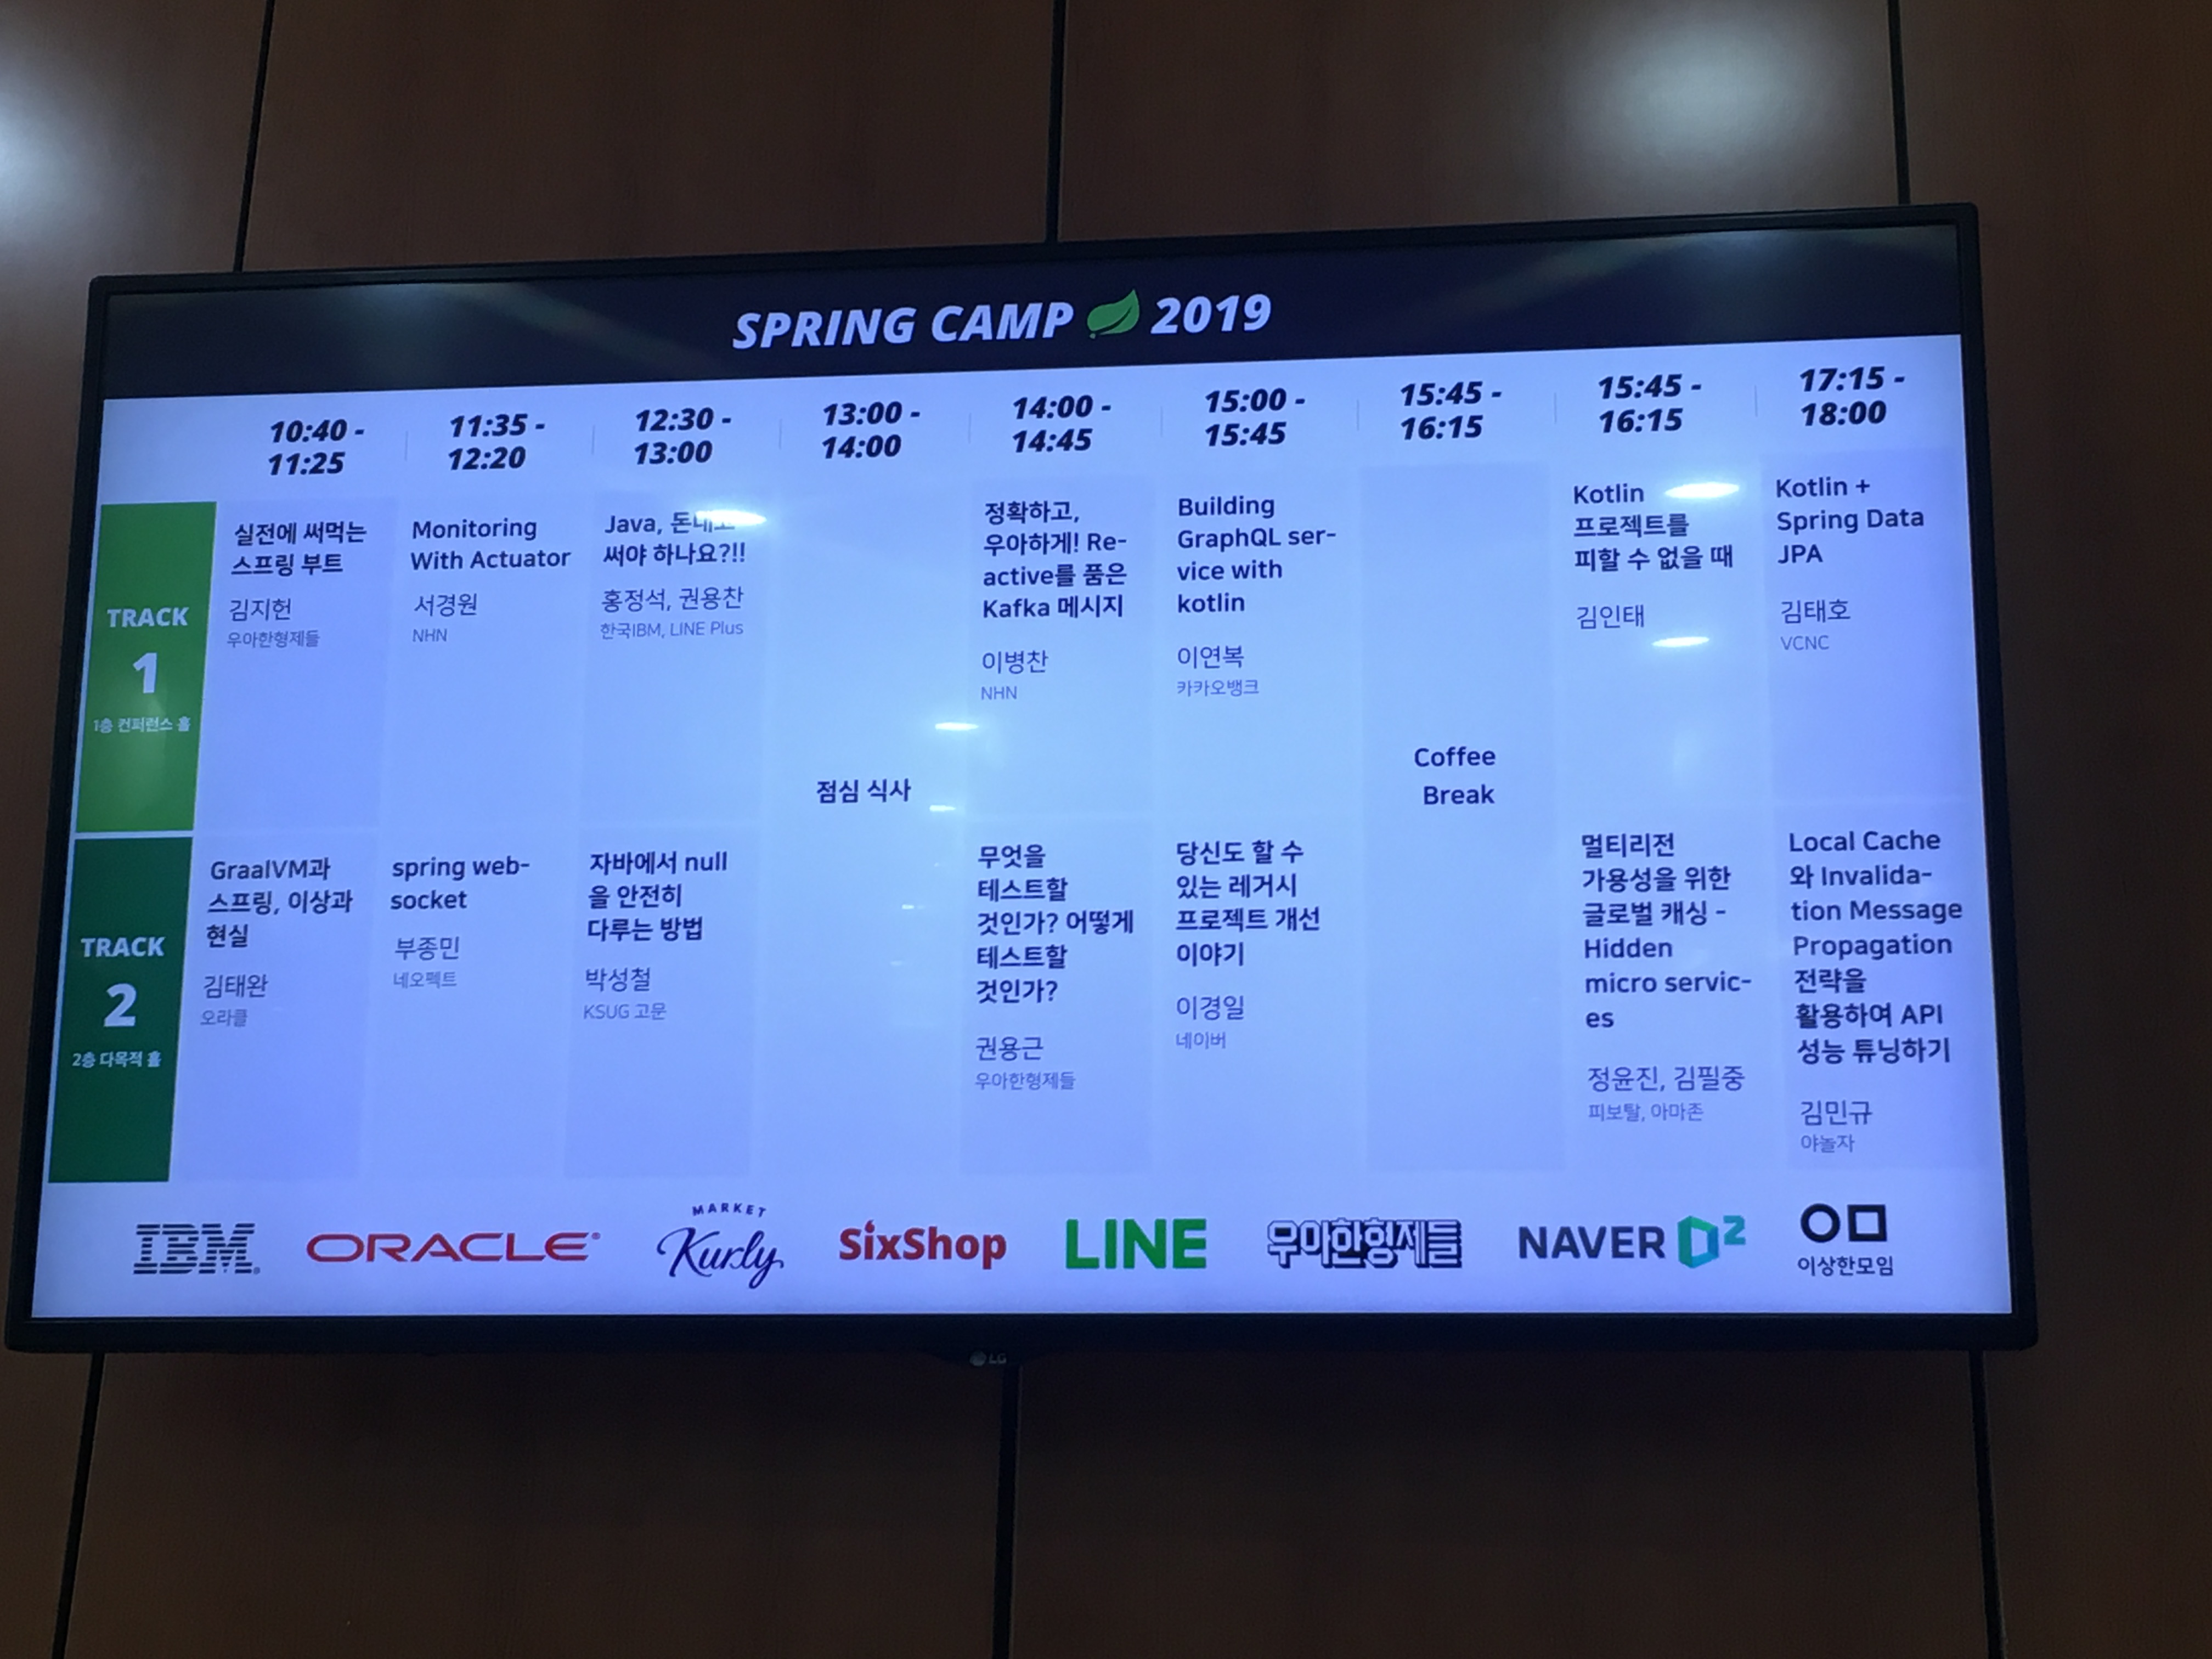 SPRING CAMP 2019
10:40 -
11:25
11:35 -
12:20
12:30 -
13:00
13:00 -
14:00
14:00 -
14:45
15:00 -
15:45
15:45 -
16:15
15:45 -
16:15
17:15 -
18:00
TRACK
1
1층 컨퍼런스 홀
실전에 써먹는
스프링 부트
김지헌
우아한형제들
Monitoring
With Actuator
서경원
NHN
Java, 돈내고
써야 하나요?!!
홍정석, 권용찬
한국IBM, LINE Plus
점심 식사
정확하고,
우아하게! Re-
active를 품은
Kafka 메시지
이병찬
NHN
Building
GraphQL ser-
vice with
kotlin
이연복
카카오뱅크
Coffee
Break
Kotlin
프로젝트를
피할 수 없을 때
김인태
Kotlin +
Spring Data
JPA
김태호
VCNC
TRACK
2
2층 다목적 홀
GraalVM과
스프링, 이상과
현실
김태완
오라클
spring web-
socket
부종민
네오펙트
자바에서 null
을 안전히
다루는 방법
박성철
KSUG 고문
무엇을
테스트할
것인가? 어떻게
테스트할
것인가?
권용근
우아한형제들
당신도 할 수
있는 레거시
프로젝트 개선
이야기
이경일
네이버
멀티리전
가용성을 위한
글로벌 캐싱 -
Hidden
micro servic-
es
정윤진, 김필중
피보탈, 아마존
Local Cache
와 Invalida-
tion Message
Propagation
전략을
활용하여 API
성능 튜닝하기
김민규
야놀자
IBM
ORACLE
MARKET
Kurly
SixShop
LINE
우아한형제들
NAVER D2
이상한모임
LG